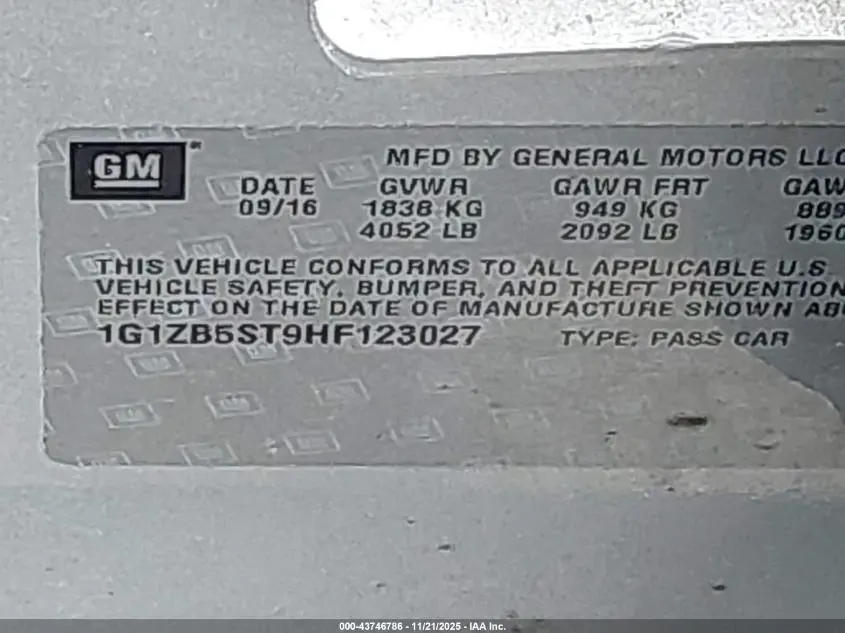 GM
MFD BY GENERAL MOTORS LLC
DATE GVWR GAWR FRT GAW
09/16 1838 KG 949 KG 889
4052 LB 2092 LB 1960
THIS VEHICLE CONFORMS TO ALL APPLICABLE U.S.
VEHICLE SAFETY, BUMPER, AND THEFT PREVENTION
EFFECT ON THE DATE OF MANUFACTURE SHOWN AB
1G1ZB5ST9HF123027 TYPE: PASS CAR
000-43746786 - 11/21/2025 - IAA Inc.